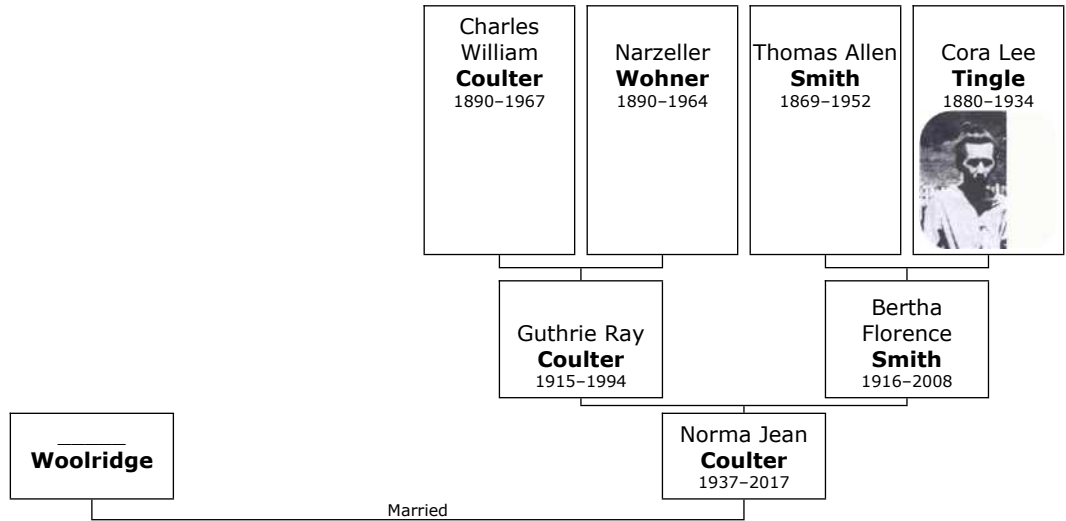 Charles
William
Coulter
1890–1967
Narzeller
Wohner
1890–1964
Thomas Allen
Smith
1869–1952
Cora Lee
Tingle
1880–1934
Guthrie Ray
Coulter
1915–1994
Bertha
Florence
Smith
1916–2008
______
Woolridge
Norma Jean
Coulter
1937–2017
Married